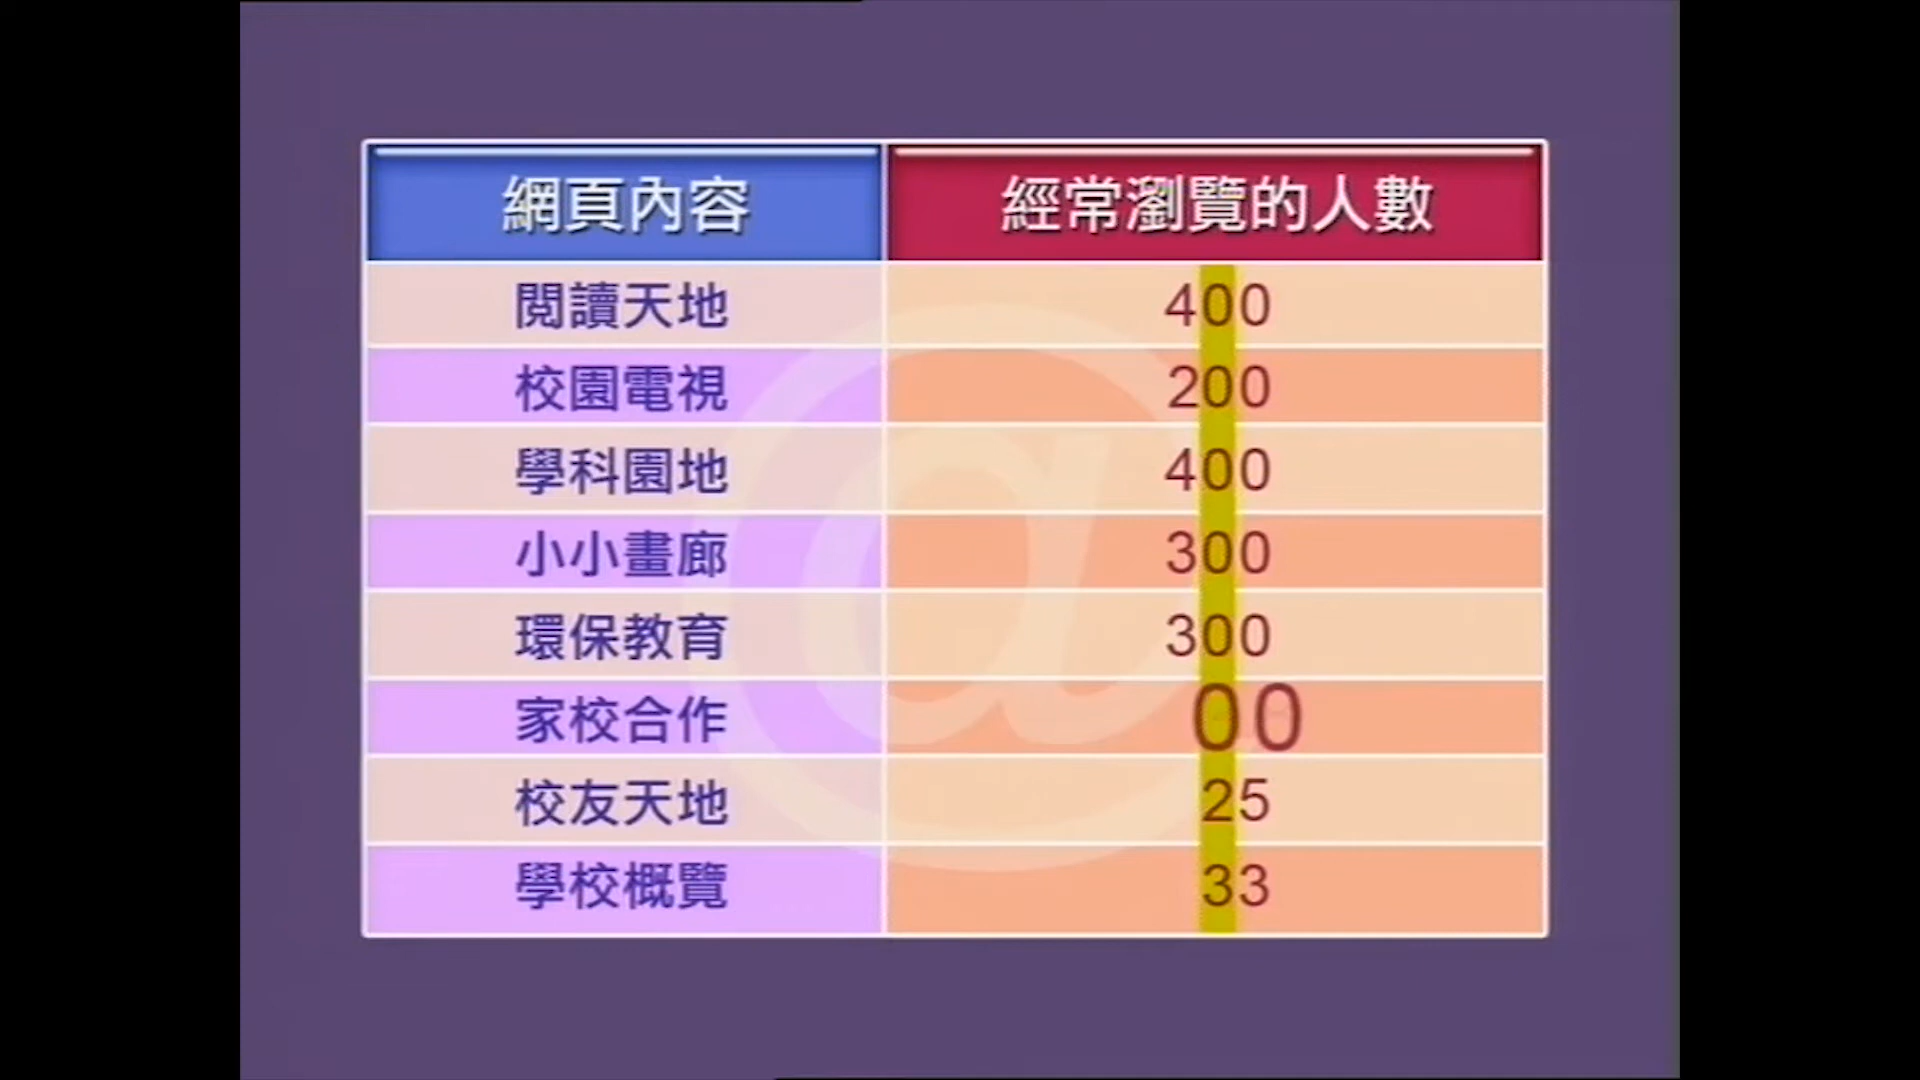 網頁內容 經常瀏覽的人數
閱讀天地 400
校園電視 200
學科園地 400
小小畫廊 300
環保教育 300
家校合作 00
校友天地 25
學校概覽 33